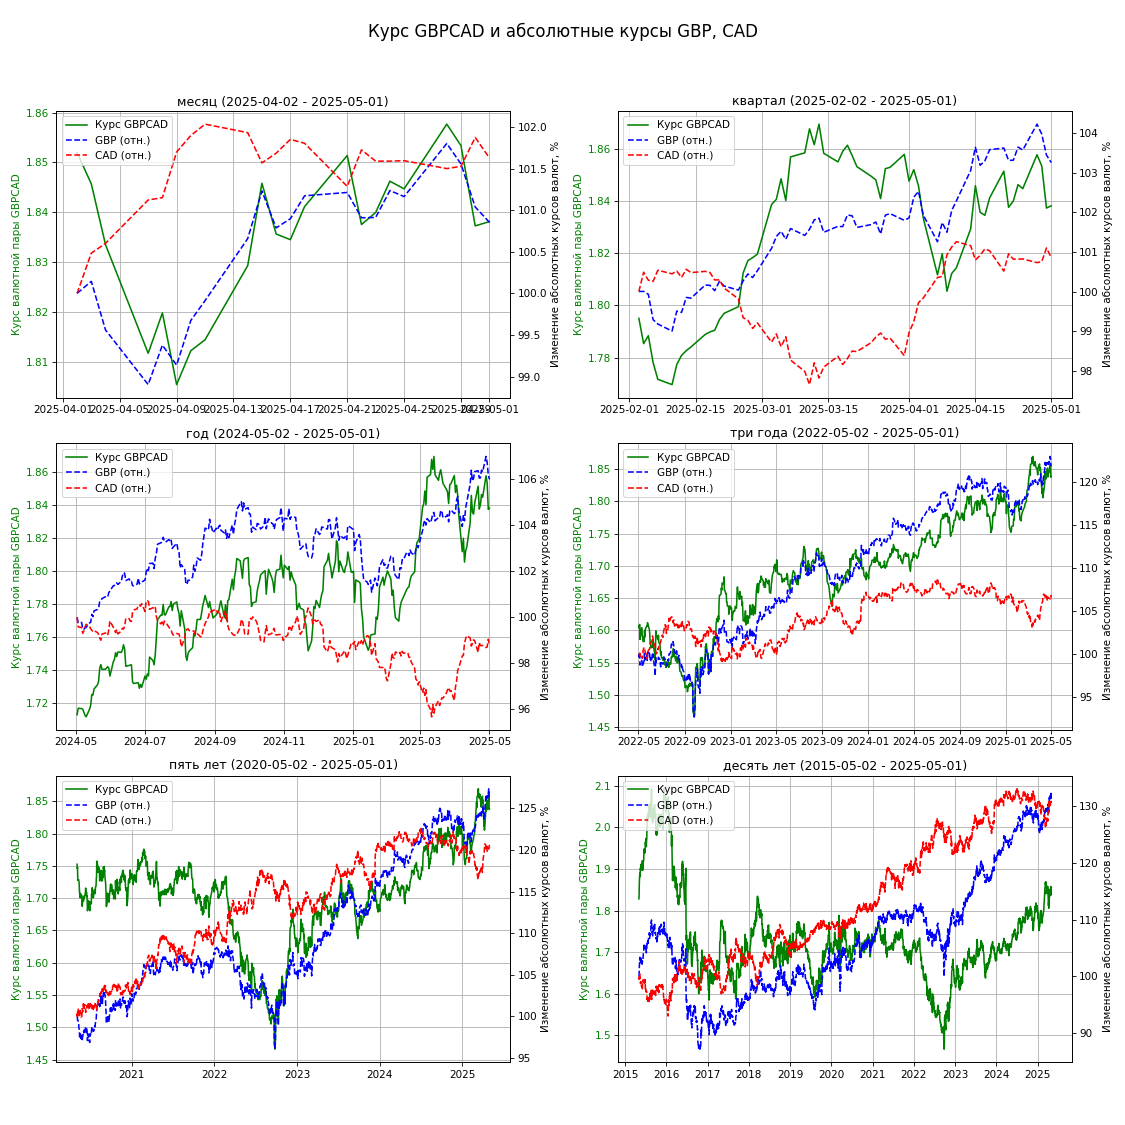 Курс GBPCAD и абсолютные курсы GBP, CAD
месяц (2025-04-02 - 2025-05-01)
Курс GBPCAD
GBP (отн.)
CAD (отн.)
Курс валютной пары GBPCAD
1.86
1.85
1.84
1.83
1.82
1.81
102.0
101.5
101.0
100.5
100.0
99.5
99.0
Изменение абсолютных курсов валют, %
2025-04-01 2025-04-05 2025-04-09 2025-04-13 2025-04-17 2025-04-21 2025-04-25 2025-04-29 2025-05-01
квартал (2025-02-02 - 2025-05-01)
Курс GBPCAD
GBP (отн.)
CAD (отн.)
Курс валютной пары GBPCAD
1.86
1.84
1.82
1.80
1.78
104
103
102
101
100
99
98
Изменение абсолютных курсов валют, %
2025-02-01 2025-02-15 2025-03-01 2025-03-15 2025-04-01 2025-04-15 2025-05-01
год (2024-05-02 - 2025-05-01)
Курс GBPCAD
GBP (отн.)
CAD (отн.)
Курс валютной пары GBPCAD
1.86
1.84
1.82
1.80
1.78
1.76
1.74
1.72
106
104
102
100
98
96
Изменение абсолютных курсов валют, %
2024-05 2024-07 2024-09 2024-11 2025-01 2025-03 2025-05
три года (2022-05-02 - 2025-05-01)
Курс GBPCAD
GBP (отн.)
CAD (отн.)
Курс валютной пары GBPCAD
1.85
1.80
1.75
1.70
1.65
1.60
1.55
1.50
1.45
120
115
110
105
100
95
Изменение абсолютных курсов валют, %
2022-05 2022-09 2023-01 2023-05 2023-09 2024-01 2024-05 2024-09 2025-01 2025-05
пять лет (2020-05-02 - 2025-05-01)
Курс GBPCAD
GBP (отн.)
CAD (отн.)
Курс валютной пары GBPCAD
1.85
1.80
1.75
1.70
1.65
1.60
1.55
1.50
1.45
125
120
115
110
105
100
95
Изменение абсолютных курсов валют, %
2021 2022 2023 2024 2025
десять лет (2015-05-02 - 2025-05-01)
Курс GBPCAD
GBP (отн.)
CAD (отн.)
Курс валютной пары GBPCAD
2.1
2.0
1.9
1.8
1.7
1.6
1.5
130
120
110
100
90
Изменение абсолютных курсов валют, %
2015 2016 2017 2018 2019 2020 2021 2022 2023 2024 2025